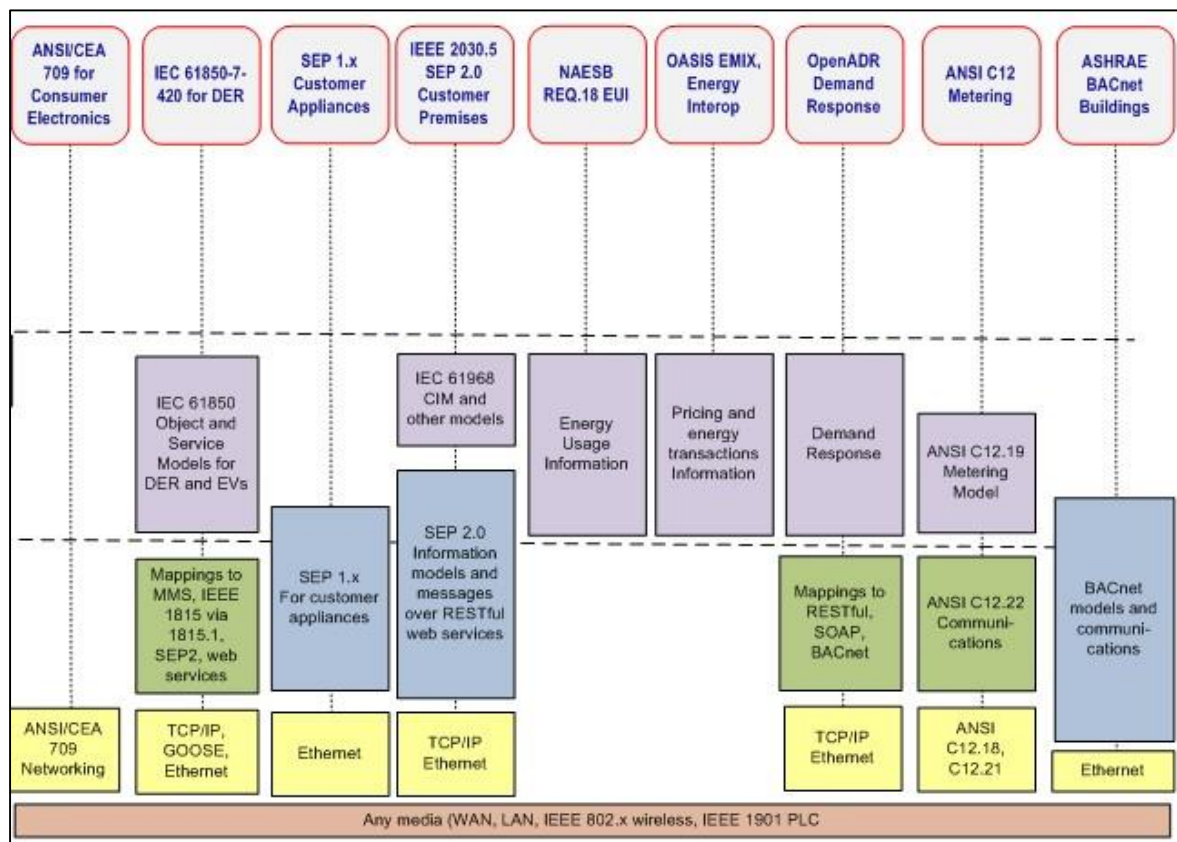 ANSI/CEA
709 for
Consumer
Electronics
IEC 61850-7-
420 for DER
SEP 1.x
Customer
Appliances
IEEE 2030.5
SEP 2.0
Customer
Premises
NAESB
REQ.18 EUI
OASIS EMIX,
Energy
Interop
OpenADR
Demand
Response
ANSI C12
Metering
ASHRAE
BACnet
Buildings
IEC 61850
Object and
Service
Models for
DER and EVs
IEC 61968
CIM and
other models
Energy
Usage
Information
Pricing and
energy
transactions
Information
Demand
Response
ANSI C12.19
Metering
Model
Mappings to
MMS, IEEE
1815 via
1815.1,
SEP2, web
services
SEP 1.x
For customer
appliances
SEP 2.0
Information
models and
messages
over RESTful
web services
Mappings to
RESTful,
SOAP,
BACnet
ANSI C12.22
Communi-
cations
BACnet
models and
communi-
cations
ANSI/CEA
709
Networking
TCP/IP,
GOOSE,
Ethernet
Ethernet
TCP/IP
Ethernet
TCP/IP
Ethernet
ANSI
C12.18,
C12.21
Ethernet
Any media (WAN, LAN, IEEE 802.x wireless, IEEE 1901 PLC